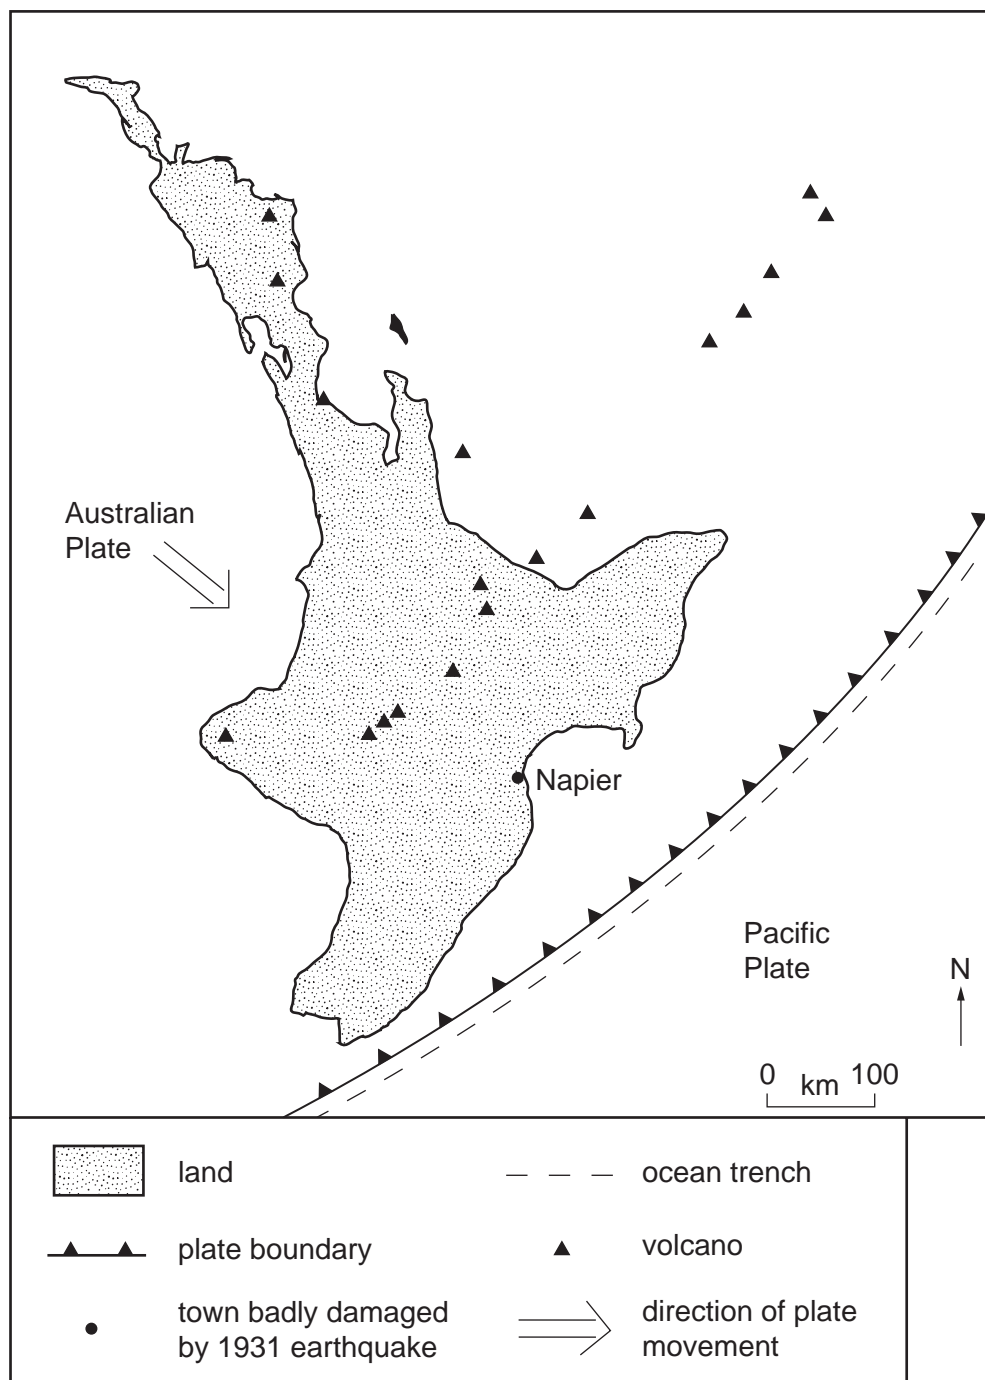 Australian
Plate
Napier
Pacific
Plate
N
0 km 100
land
ocean trench
plate boundary
volcano
town badly damaged
by 1931 earthquake
direction of plate
movement